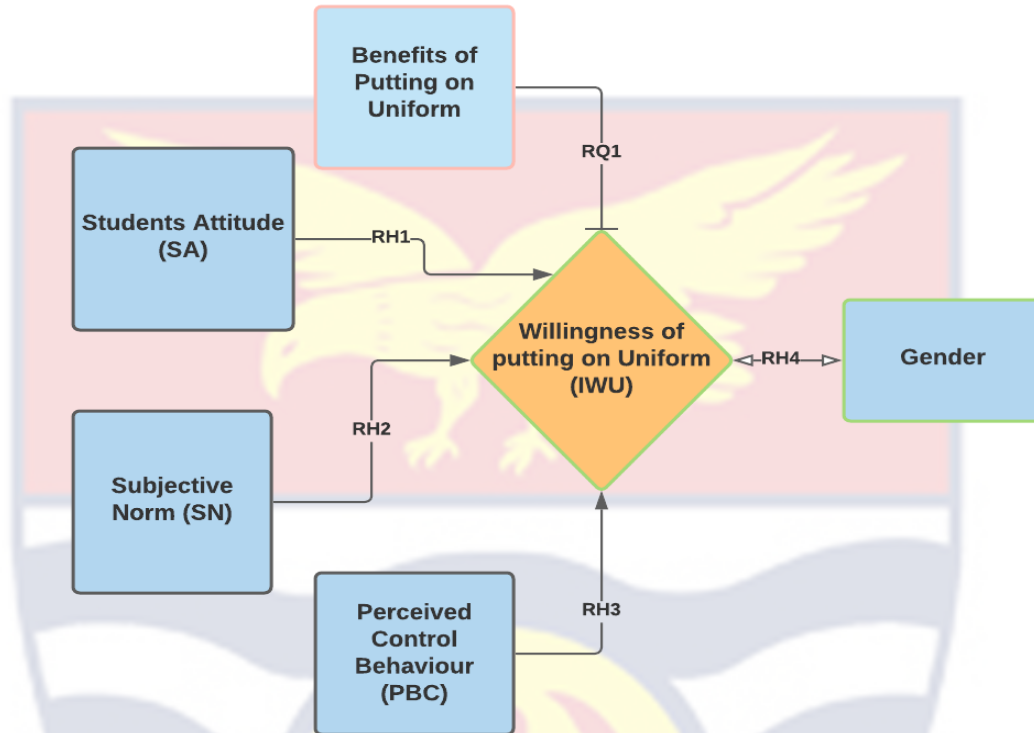 Benefits of
Putting on
Uniform
RQ1
Students Attitude
(SA)
RH1
Willingness of
putting on Uniform
(IWU)
RH4
Gender
RH2
Subjective
Norm (SN)
RH3
Perceived
Control
Behaviour
(PBC)